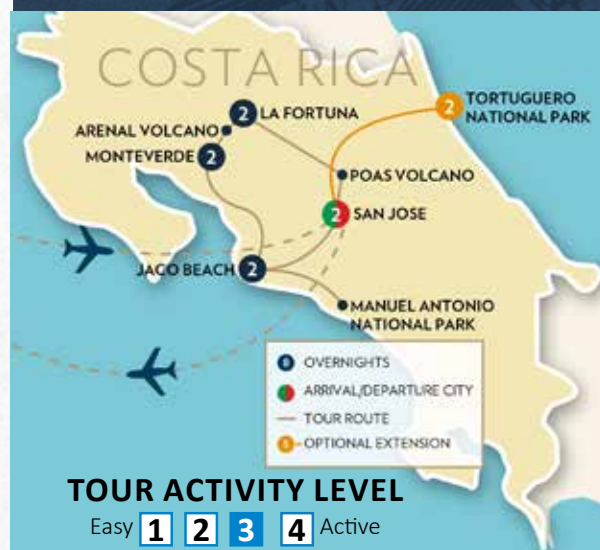 COSTA RICA
2 TORTUGUERO
NATIONAL PARK
2 LA FORTUNA
ARENAL VOLCANO
MONTEVERDE 2
POAS VOLCANO
2 SAN JOSE
JACO BEACH 2
MANUEL ANTONIO
NATIONAL PARK
OVERNIGHTS
ARRIVAL/DEPARTURE CITY
TOUR ROUTE
OPTIONAL EXTENSION
TOUR ACTIVITY LEVEL
Easy 1 2 3 4 Active